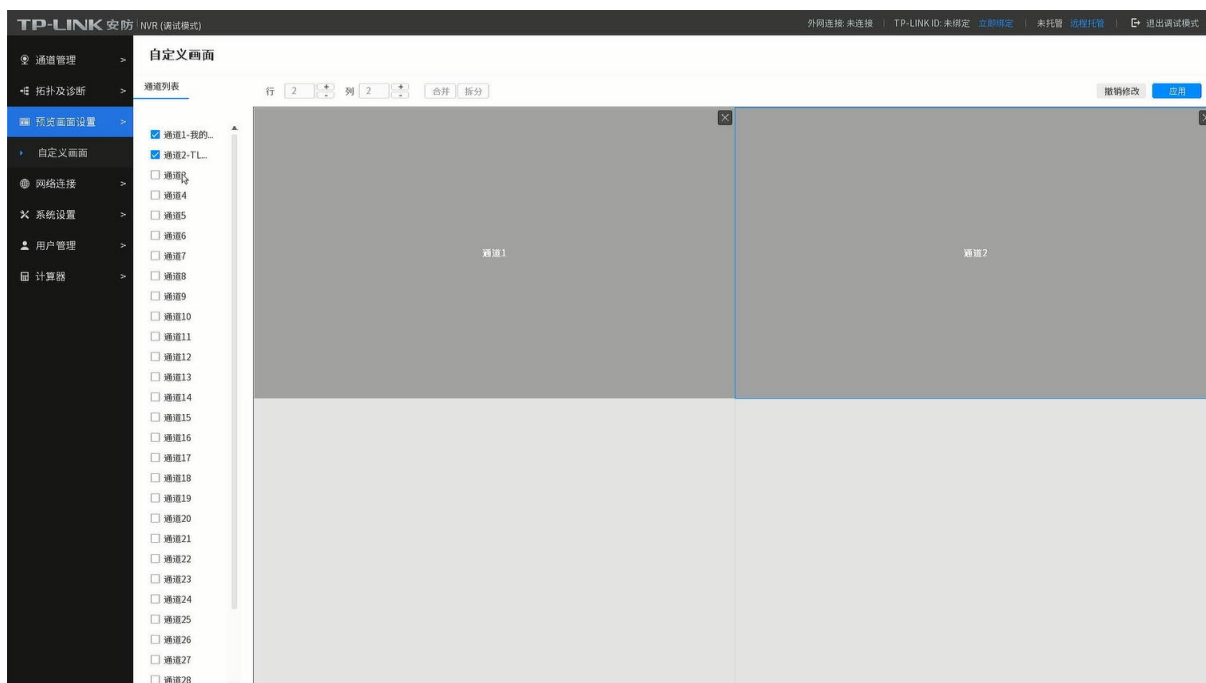 TP-LINK 安防 NVR (调试模式) 外网连接: 未连接 | TP-LINK ID: 未绑定 立即绑定 | 未托管 远程托管 | 退出调试模式
通道管理 >
拓扑及诊断 >
预览画面设置 >
自定义画面
网络连接 >
系统设置 >
用户管理 >
计算器 >
自定义画面
通道列表
行 2 + - 列 2 + - 合并 拆分 撤销修改 应用
通道1-我的...
通道2-TL...
通道3
通道4
通道5
通道6
通道7
通道8
通道9
通道10
通道11
通道12
通道13
通道14
通道15
通道16
通道17
通道18
通道19
通道20
通道21
通道22
通道23
通道24
通道25
通道26
通道27
通道28
通道1
通道2